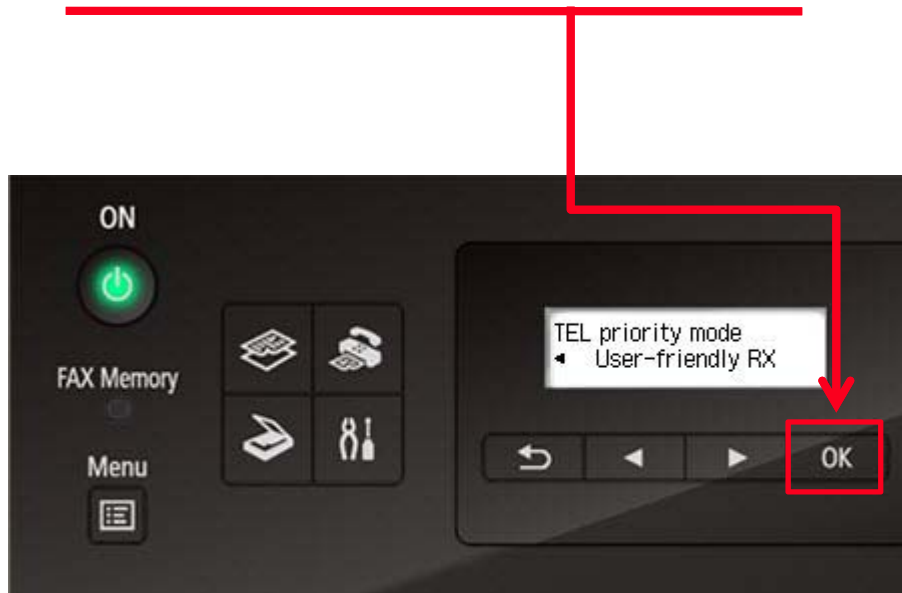 ON
FAX Memory
Menu
TEL priority mode
User-friendly RX
OK